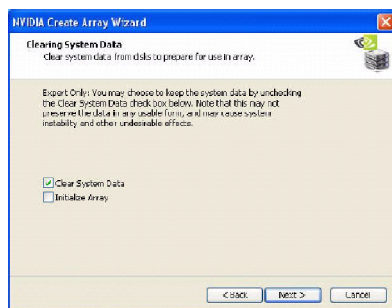 NVIDIA Create Array Wizard
Clearing System Data
Clear system data from disks to prepare for use in array.
Expert Only: You may choose to keep the system data by unchecking
the Clear System Data check box below. Note that this may not
preserve the data in any usable form, and may cause system
instability and other undesirable effects.
Clear System Data
Initialize Array
< Back
Next >
Cancel